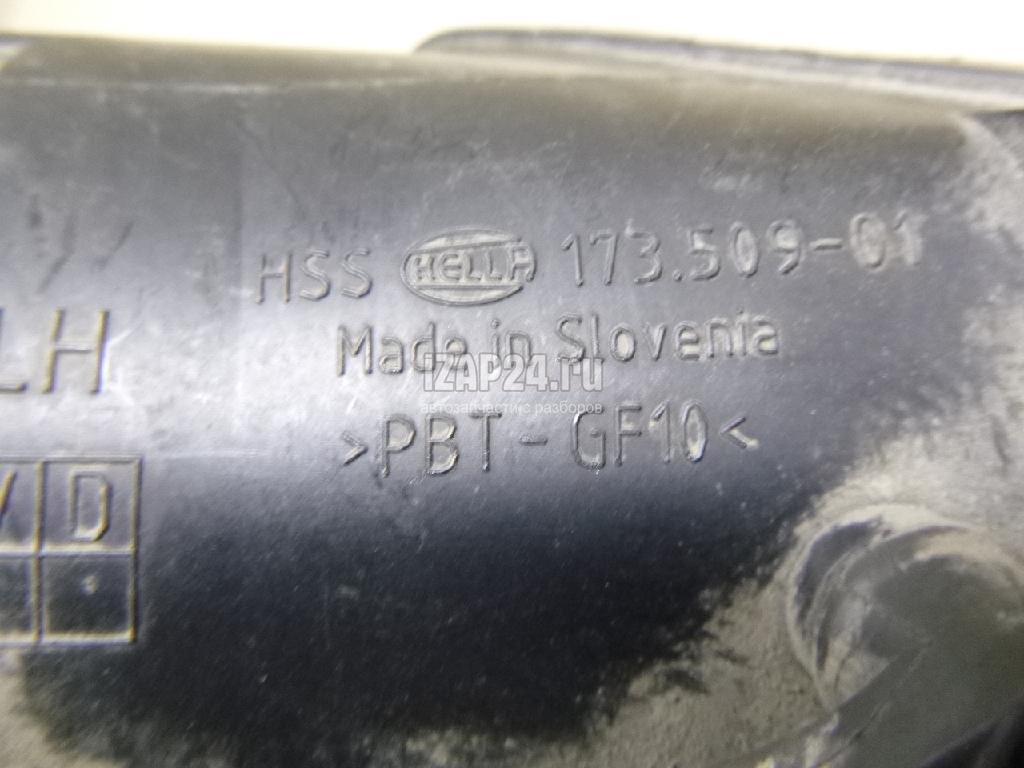 HSS HELLA 173.509-01
LH
Made in Slovenia
IZAP24.ru
автозапчасти с разборов
>PBT-GF10<
D